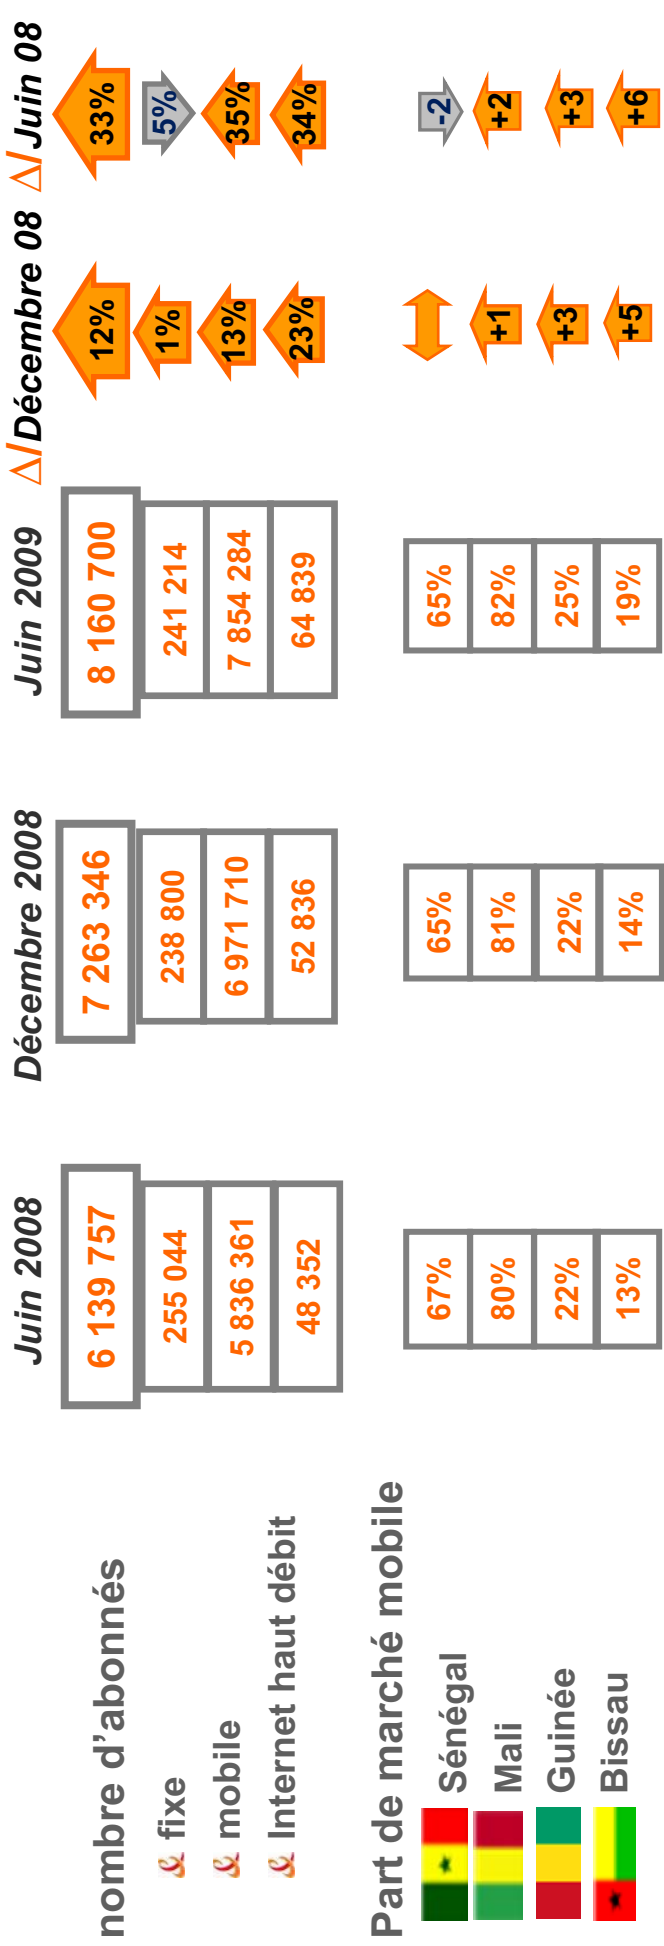 Juin 2008 Décembre 2008 Juin 2009 Δ/Décembre 08 Δ/Juin 08
nombre d'abonnés 6 139 757 7 263 346 8 160 700 12% 33%
fixe 255 044 238 800 241 214 1% 5%
mobile 5 836 361 6 971 710 7 854 284 13% 35%
Internet haut débit 48 352 52 836 64 839 23% 34%
Part de marché mobile
Sénégal 67% 65% 65% -2
Mali 80% 81% 82% +1 +2
Guinée 22% 22% 25% +3 +3
Bissau 13% 14% 19% +5 +6